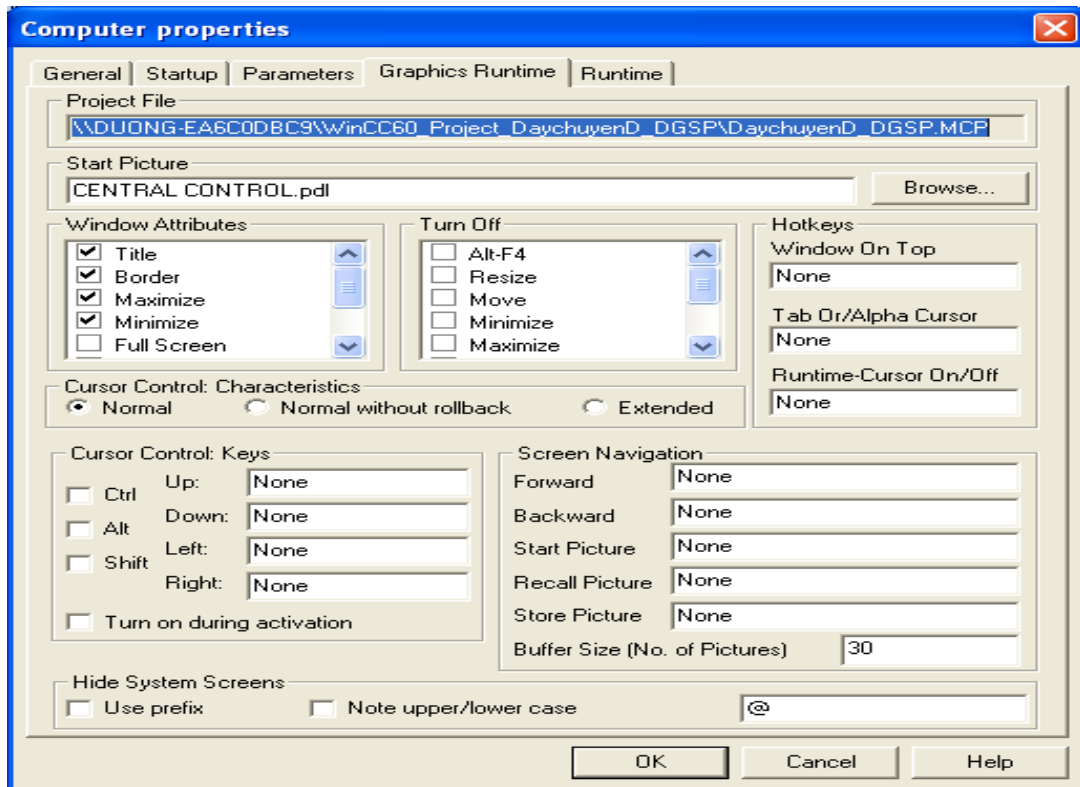 Computer properties
General Startup Parameters Graphics Runtime Runtime
Project File
\\DUONG-EA6C0DBC9\WinCC60_Project_DaychuyenD_DGSP\DaychuyenD_DGSP.MCP
Start Picture
CENTRAL CONTROL.pdl Browse...
Window Attributes
Title
Border
Maximize
Minimize
Full Screen
Turn Off
Alt-F4
Resize
Move
Minimize
Maximize
Hotkeys
Window On Top
None
Tab Or/Alpha Cursor
None
Runtime-Cursor On/Off
None
Cursor Control: Characteristics
Normal Normal without rollback Extended
Cursor Control: Keys
Ctrl
Alt
Shift
Up: None
Down: None
Left: None
Right: None
Turn on during activation
Screen Navigation
Forward None
Backward None
Start Picture None
Recall Picture None
Store Picture None
Buffer Size (No. of Pictures) 30
Hide System Screens
Use prefix Note upper/lower case @
OK Cancel Help